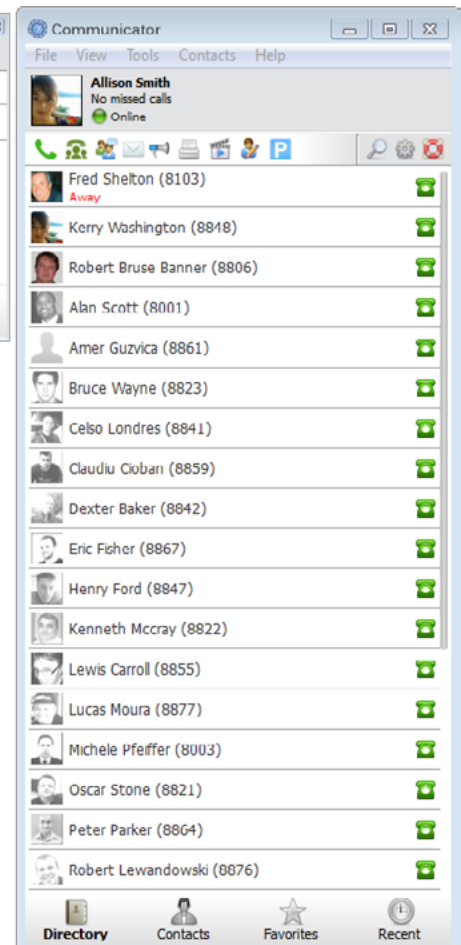 Communicator
File View Tools Contacts Help
Allison Smith
No missed calls
Online
P
Fred Shelton (8103)
Away
Kerry Washington (8848)
Robert Bruse Banner (8806)
Alan Scott (8001)
Amer Guzvica (8861)
Bruce Wayne (8823)
Celso Londres (8841)
Claudiu Cioban (8859)
Dexter Baker (8842)
Eric Fisher (8867)
Henry Ford (8847)
Kenneth Mccray (8822)
Lewis Carroll (8855)
Lucas Moura (8877)
Michele Pfeiffer (8003)
Oscar Stone (8821)
Peter Parker (8864)
Robert Lewandowski (8876)
Directory Contacts Favorites Recent